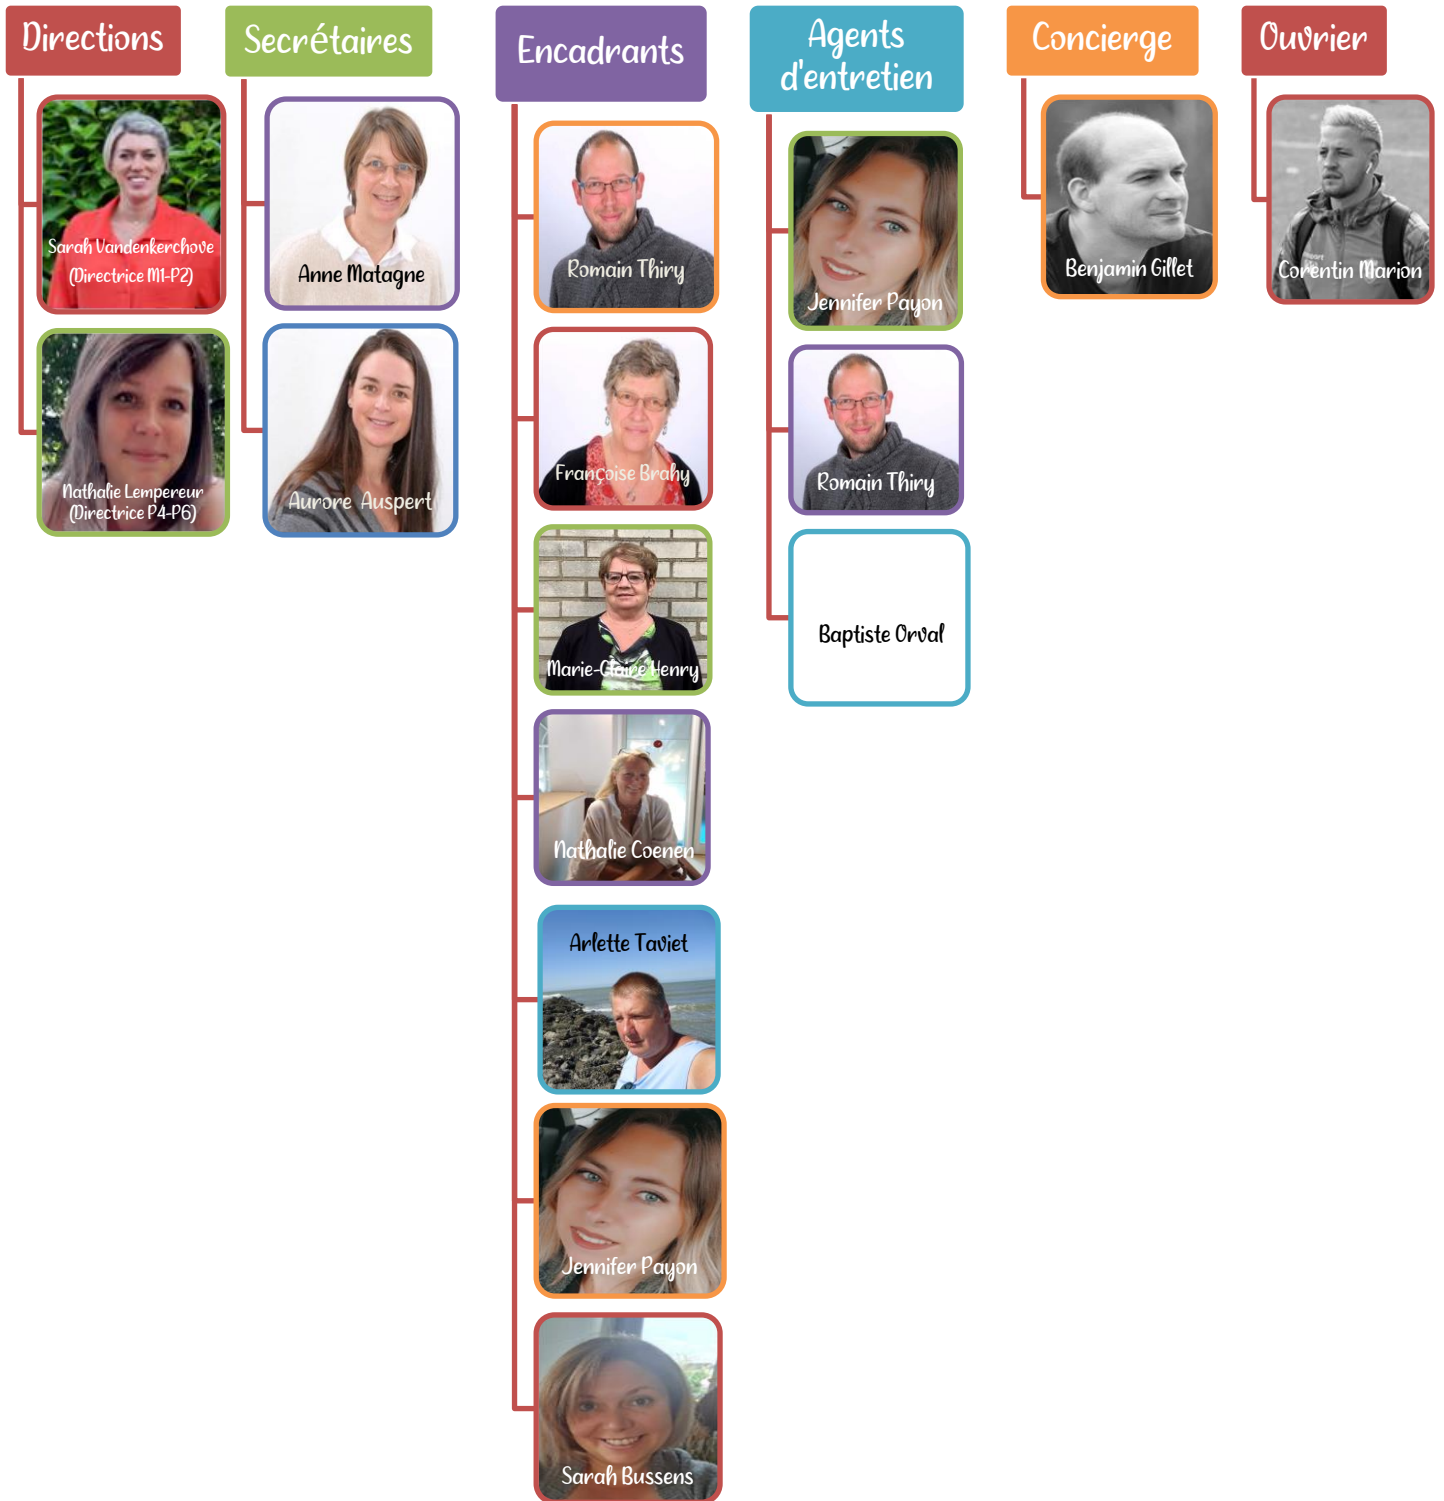 Directions
Sarah Vandenkerchove
(Directrice M1-P2)
Nathalie Lempereur
(Directrice P4-P6)
Secrétaires
Anne Matagne
Aurore Auspert
Encadrants
Romain Thiry
Françoise Brahy
Marie-Claire Henry
Nathalie Coenen
Arlette Taviet
Jennifer Payon
Sarah Bussens
Agents
d'entretien
Jennifer Payon
Romain Thiry
Baptiste Orval
Concierge
Benjamin Gillet
Ouvrier
Corentin Marion